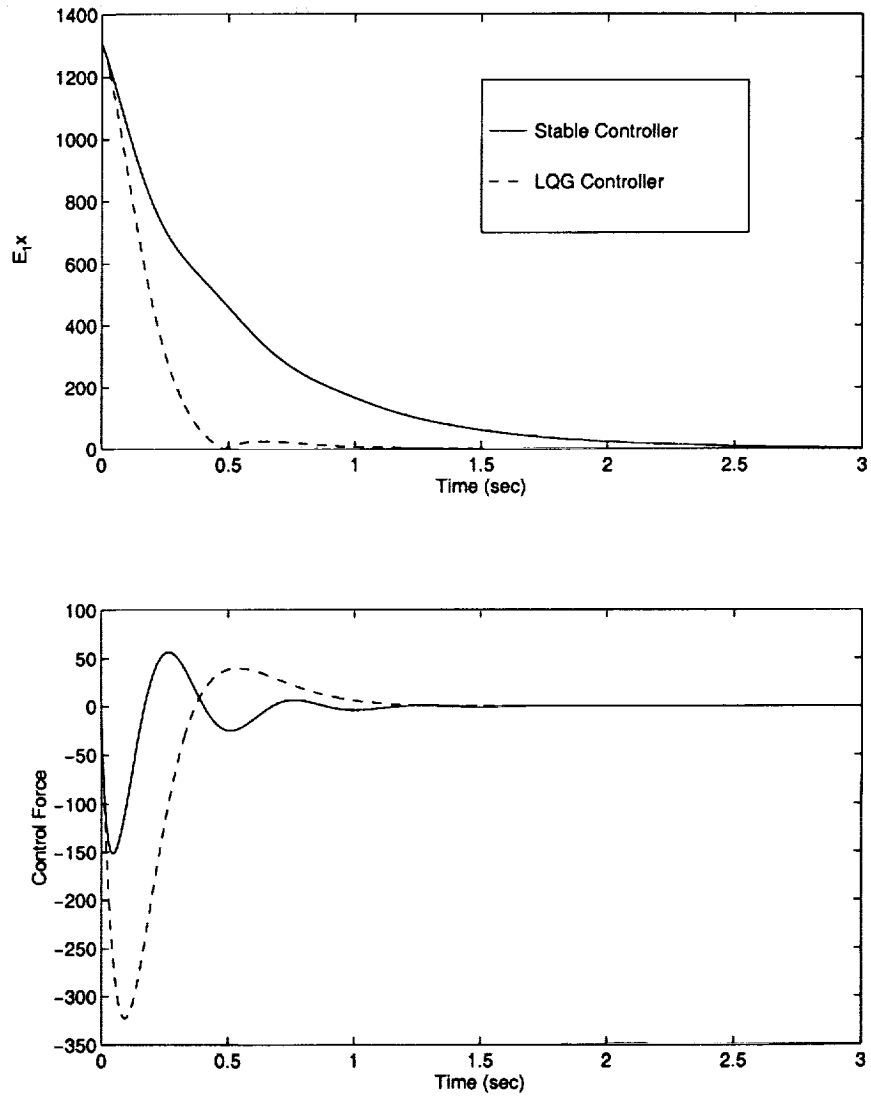 1400
1200
1000
800
600
400
200
0
E₁x
Stable Controller
LQG Controller
0 0.5 1 1.5 2 2.5 3
Time (sec)
100
50
0
−50
−100
−150
−200
−250
−300
−350
Control Force
0 0.5 1 1.5 2 2.5 3
Time (sec)